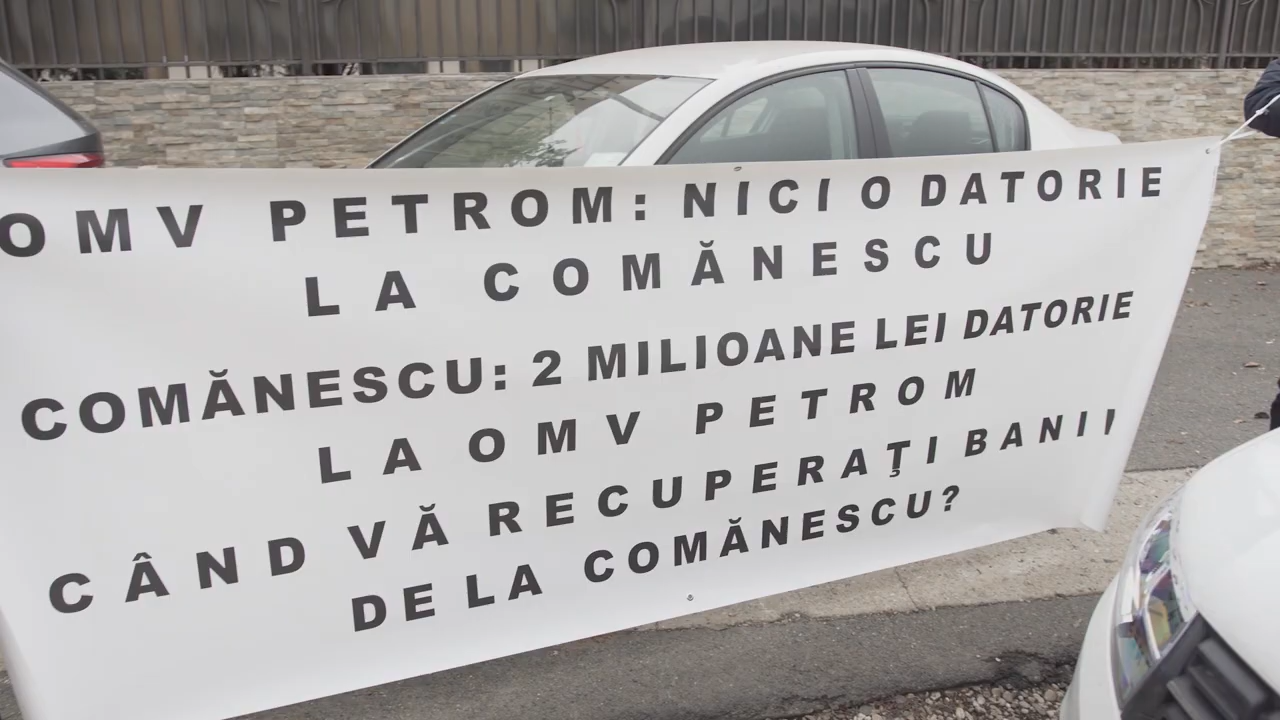 OMV PETROM: NICI O DATORIE
LA COMĂNESCU
COMĂNESCU: 2 MILIOANE LEI DATORIE
LA OMV PETROM
CÂND VĂ RECUPERAŢI BANII
DE LA COMĂNESCU?